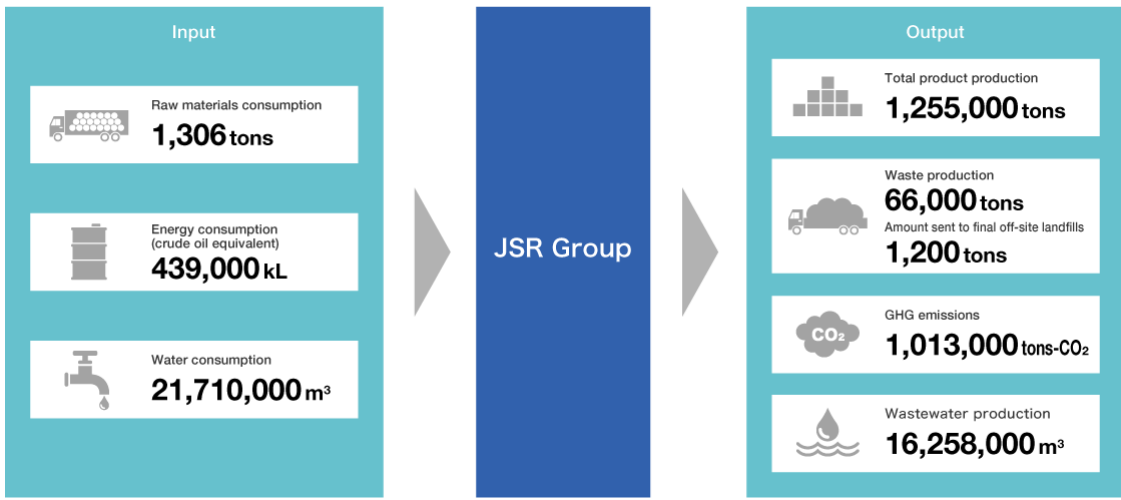 Input
Raw materials consumption
1,306 tons
Energy consumption
(crude oil equivalent)
439,000 kL
Water consumption
21,710,000 m³
JSR Group
Output
Total product production
1,255,000 tons
Waste production
66,000 tons
Amount sent to final off-site landfills
1,200 tons
CO₂
GHG emissions
1,013,000 tons-CO₂
Wastewater production
16,258,000 m³